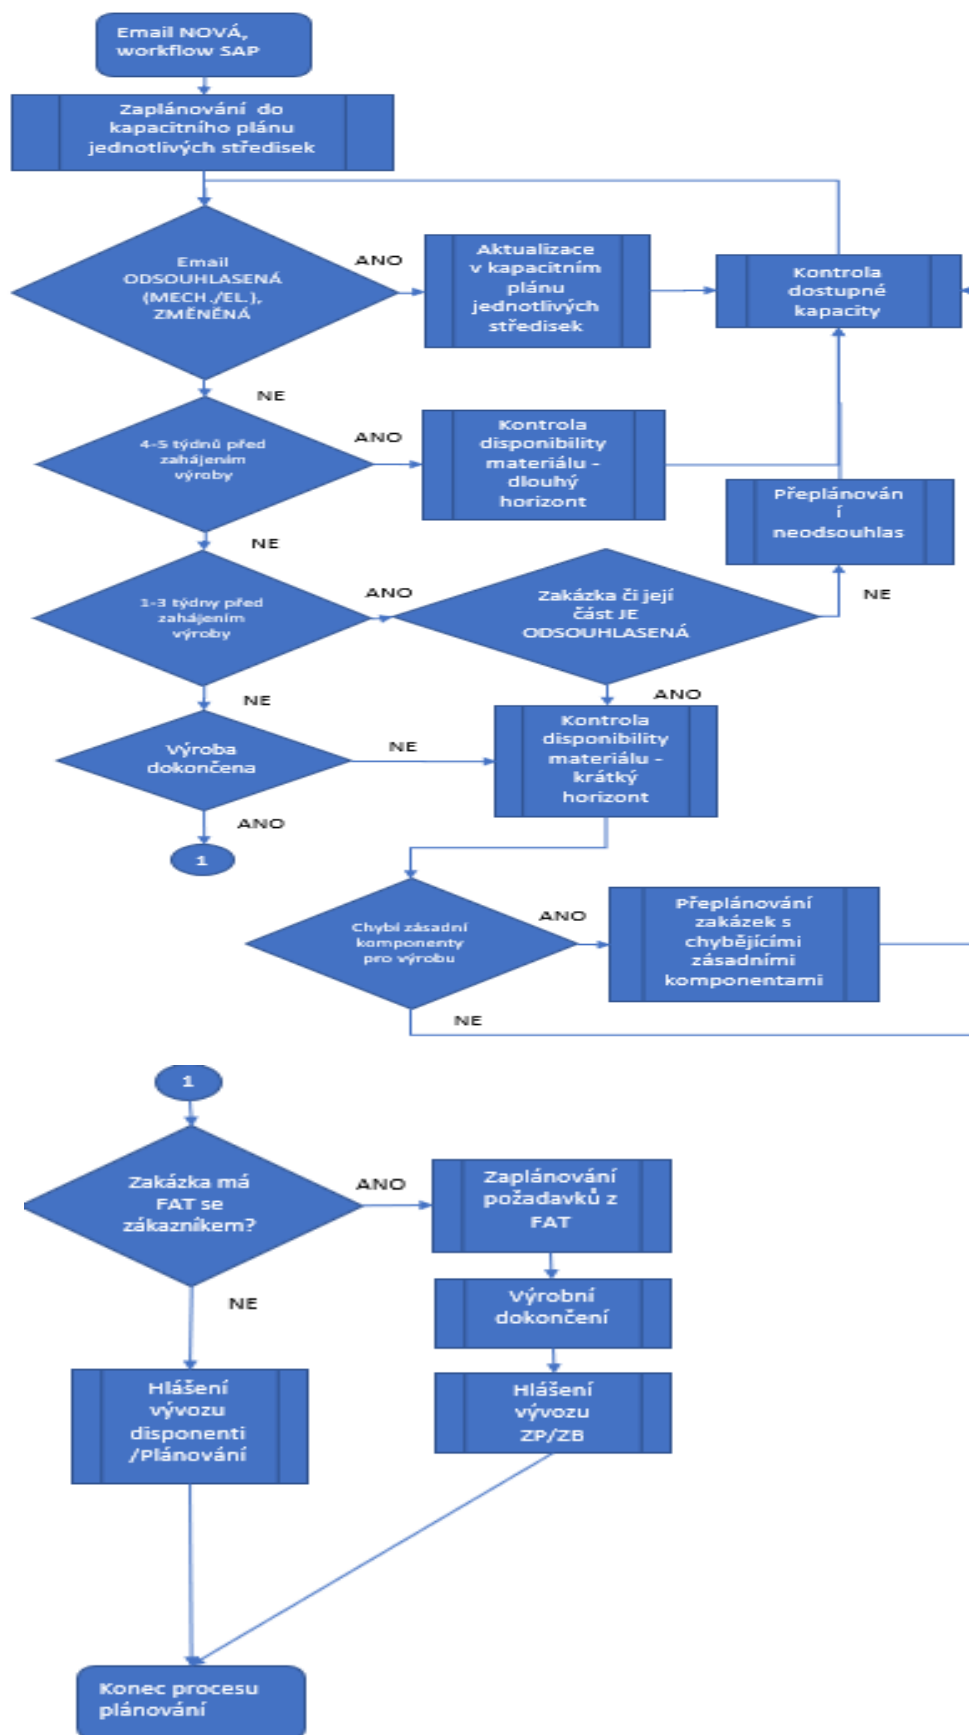 Email NOVÁ,
workflow SAP
Zaplánování do
kapacitního plánu
jednotlivých středisek
Email
ODSOUHLASENÁ
(MECH./EL.),
ZMĚNĚNÁ
ANO
Aktualizace
v kapacitním
plánu
jednotlivých
středisek
Kontrola
dostupné
kapacity
NE
4-5 týdnů před
zahájením
výroby
ANO
Kontrola
disponibility
materiálu -
dlouhý
horizont
Přeplánován
í
neodsouhlas
NE
1-3 týdny před
zahájením
výroby
ANO
Zakázka či její
část JE
ODSOUHLASENÁ
NE
NE
ANO
Výroba
dokončena
NE
Kontrola
disponibility
materiálu -
krátký
horizont
ANO
1
Chybí zásadní
komponenty
pro výrobu
ANO
Přeplánování
zakázek s
chybějícími
zásadními
komponentami
NE
1
Zakázka má
FAT se
zákazníkem?
ANO
Zaplánování
požadavků z
FAT
NE
Výrobní
dokončení
Hlášení
vývozu
disponenti
/Plánování
Hlášení
vývozu
ZP/ZB
Konec procesu
plánování